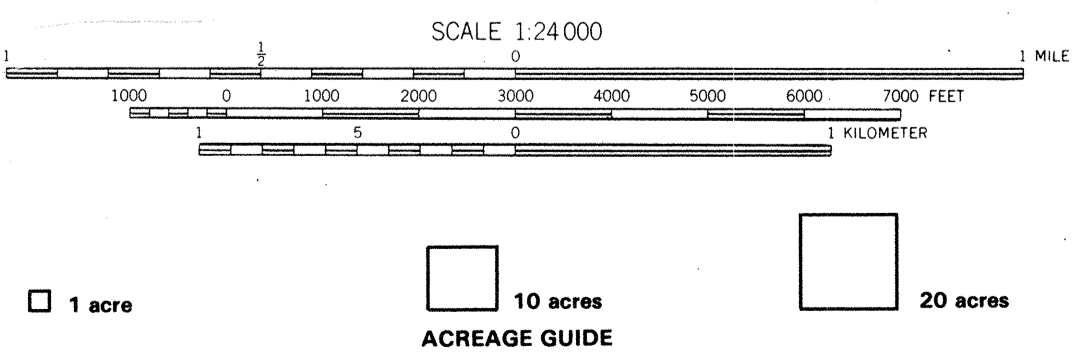 SCALE 1:24 000
1 1/2 0 1 MILE
1000 0 1000 2000 3000 4000 5000 6000 7000 FEET
1 5 0 1 KILOMETER
1 acre 10 acres 20 acres
ACREAGE GUIDE